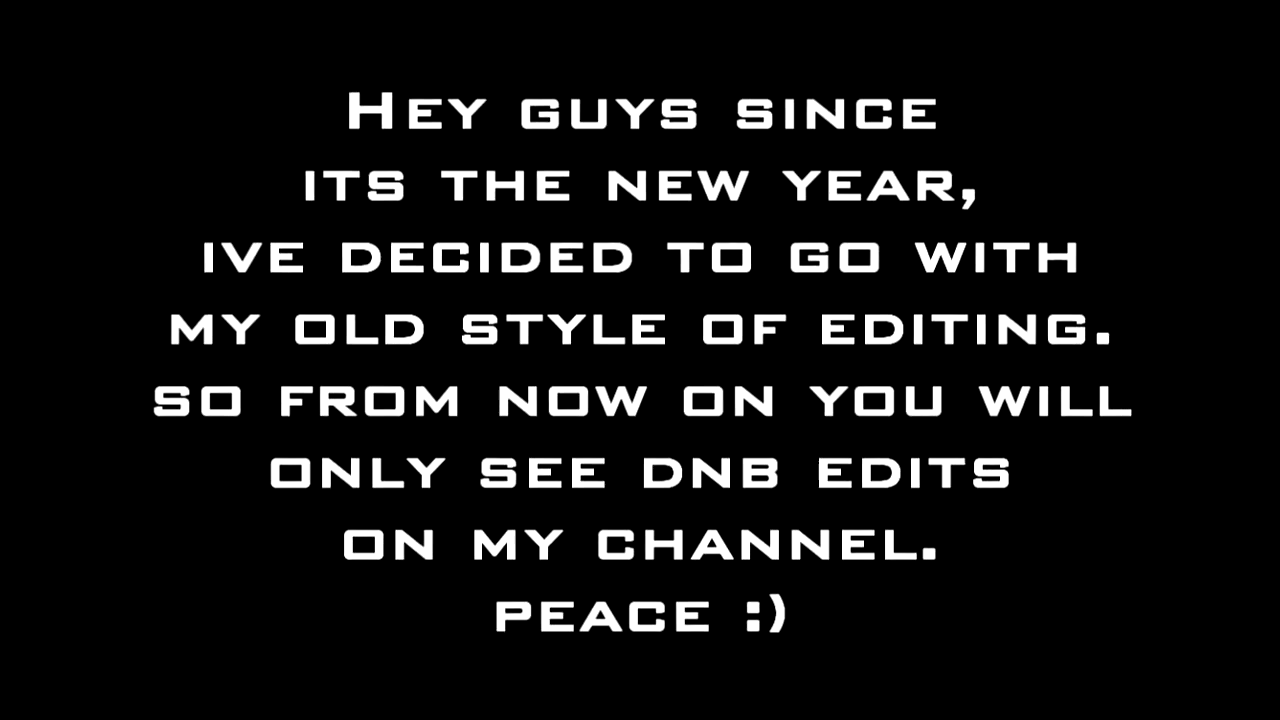 Hey guys since
its the new year,
ive decided to go with
my old style of editing.
so from now on you will
only see dnb edits
on my channel.
peace :)